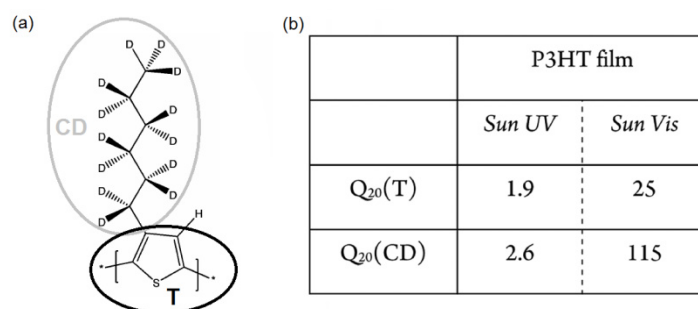 (a)
D D
D
D
D
CD
D
D
D
D
D
D
D
D
D
H
* S *
T
(b)
P3HT film
Sun UV Sun Vis
Q₂₀(T) 1.9 25
Q₂₀(CD) 2.6 115